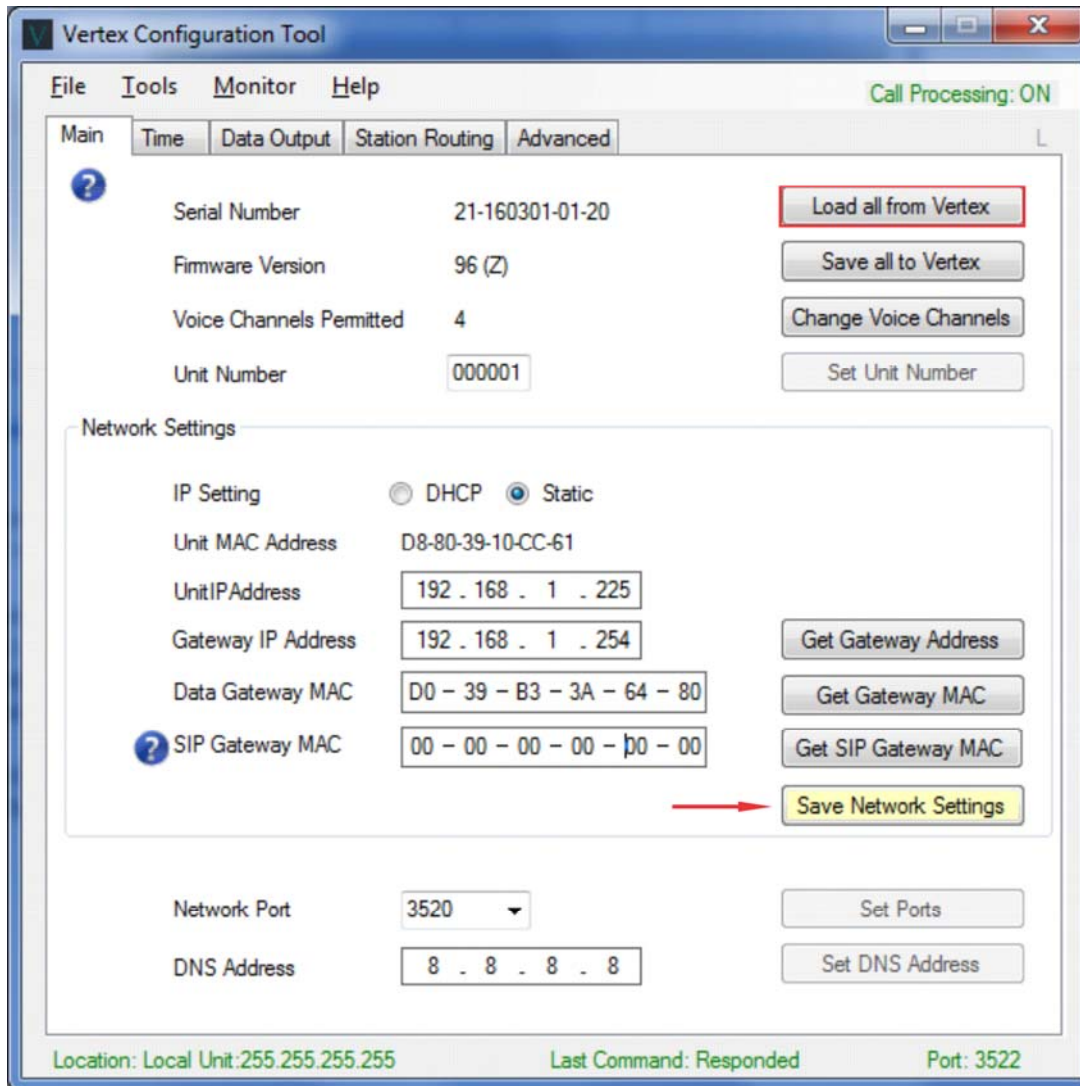 Vertex Configuration Tool
File Tools Monitor Help
Call Processing: ON
Main Time Data Output Station Routing Advanced L
Serial Number 21-160301-01-20 Load all from Vertex
Firmware Version 96 (Z) Save all to Vertex
Voice Channels Permitted 4 Change Voice Channels
Unit Number 000001 Set Unit Number
Network Settings
IP Setting DHCP Static
Unit MAC Address D8-80-39-10-CC-61
UnitIPAddress 192 . 168 . 1 . 225
Gateway IP Address 192 . 168 . 1 . 254 Get Gateway Address
Data Gateway MAC D0 - 39 - B3 - 3A - 64 - 80 Get Gateway MAC
SIP Gateway MAC 00 - 00 - 00 - 00 - 00 - 00 Get SIP Gateway MAC
Save Network Settings
Network Port 3520 Set Ports
DNS Address 8 . 8 . 8 . 8 Set DNS Address
Location: Local Unit:255.255.255.255 Last Command: Responded Port: 3522